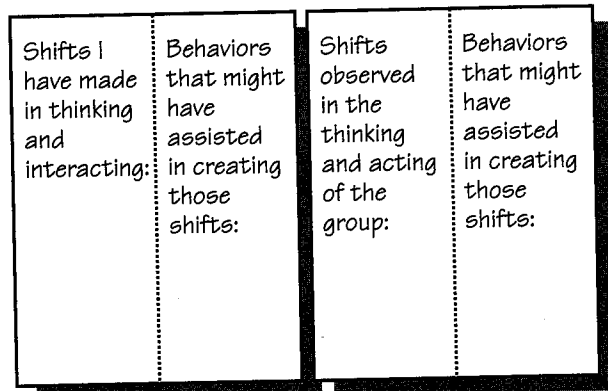 Shifts I
have made
in thinking
and
interacting:
Behaviors
that might
have
assisted
in creating
those
shifts:
Shifts
observed
in the
thinking
and acting
of the
group:
Behaviors
that might
have
assisted
in creating
those
shifts: